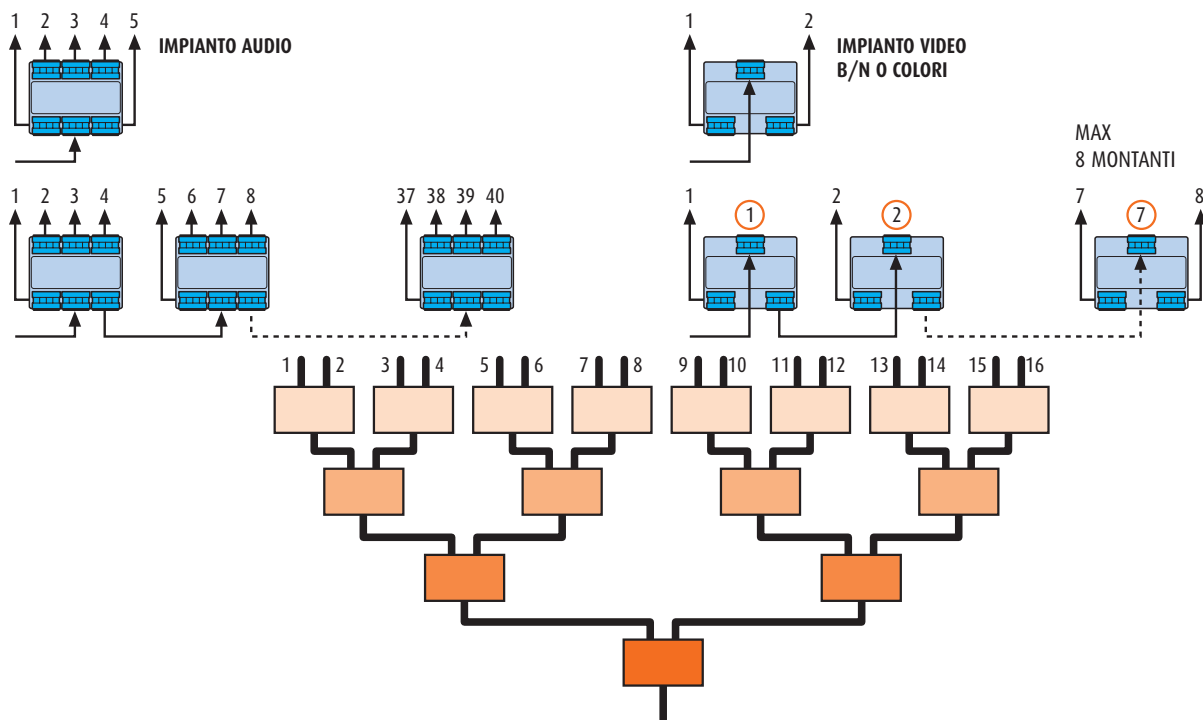 1 2 3 4 5
IMPIANTO AUDIO
1 2
IMPIANTO VIDEO
B/N O COLORI
MAX
8 MONTANTI
1 2 3 4 5 6 7 8 37 38 39 40
1 1 2 2 7 7 8
1 2 3 4 5 6 7 8 9 10 11 12 13 14 15 16